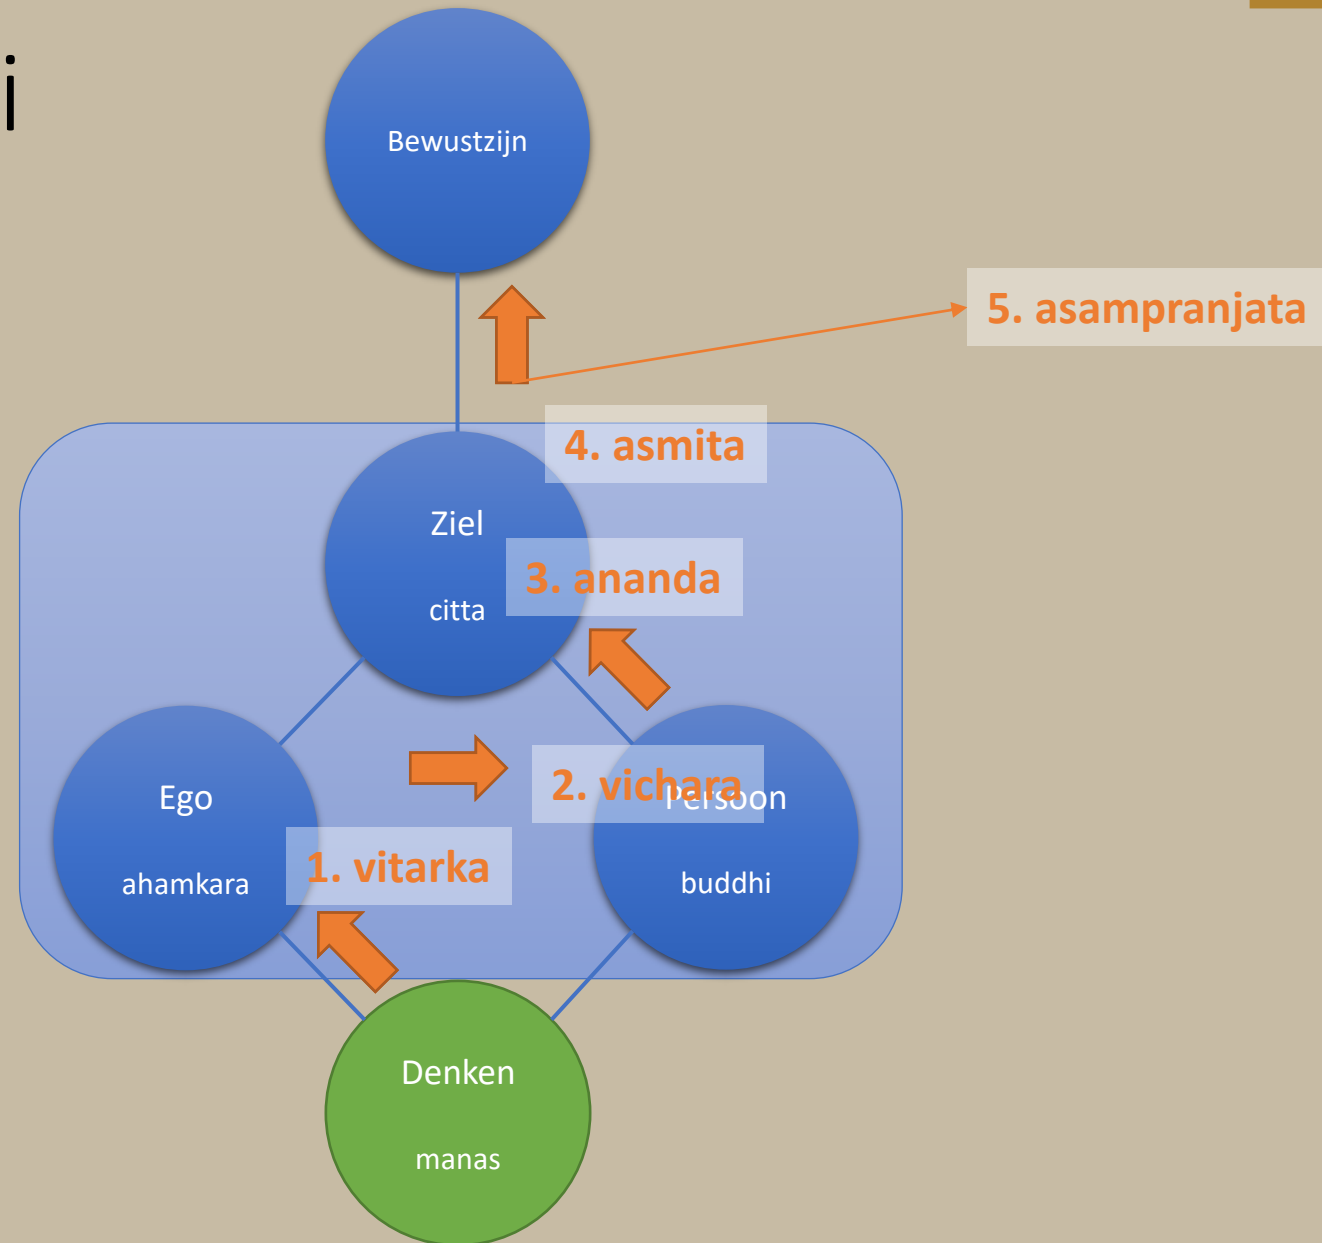 i
Bewustzijn
5. asampranjata
4. asmita
Ziel
3. ananda
citta
2. vichara
Ego
Persoon
1. vitarka
ahamkara
buddhi
Denken
manas